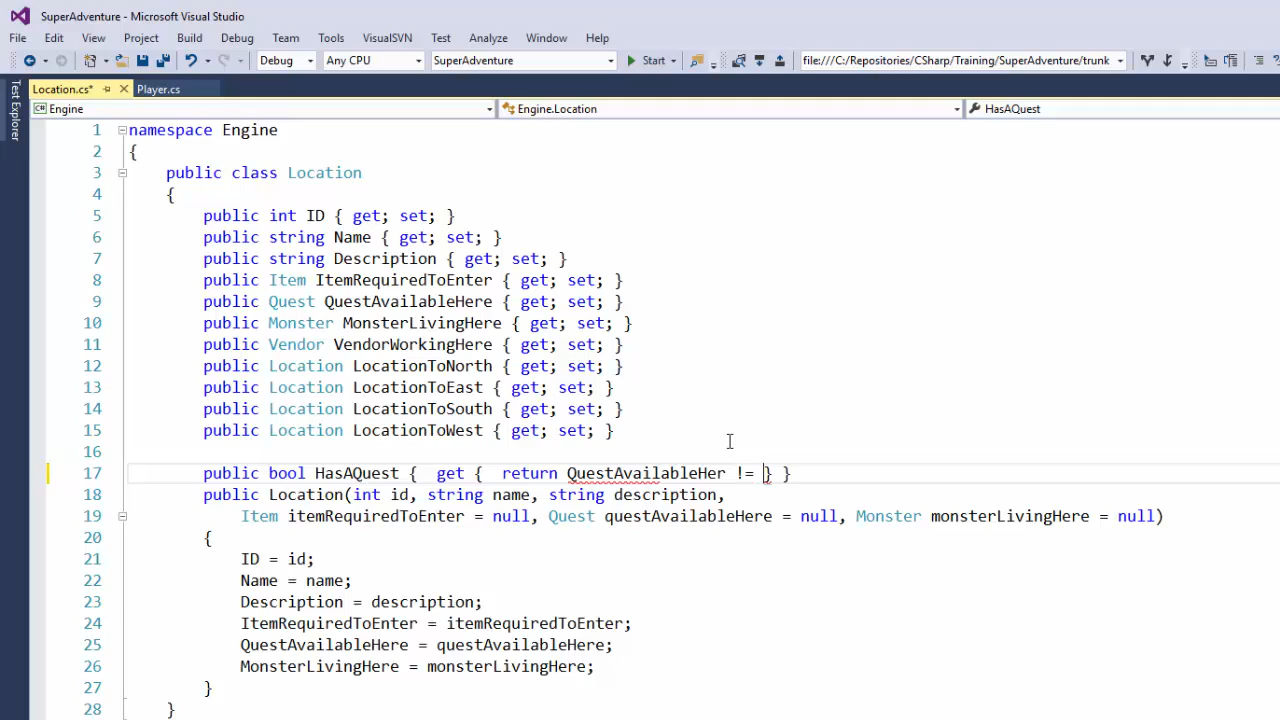 SuperAdventure - Microsoft Visual Studio
File Edit View Project Build Debug Team Tools VisualSVN Test Analyze Window Help
Debug Any CPU SuperAdventure Start file:///C:/Repositories/CSharp/Training/SuperAdventure/trunk
Test Explorer
Location.cs* Player.cs
C# Engine Engine.Location HasAQuest
1 namespace Engine
2 {
3 public class Location
4 {
5 public int ID { get; set; }
6 public string Name { get; set; }
7 public string Description { get; set; }
8 public Item ItemRequiredToEnter { get; set; }
9 public Quest QuestAvailableHere { get; set; }
10 public Monster MonsterLivingHere { get; set; }
11 public Vendor VendorWorkingHere { get; set; }
12 public Location LocationToNorth { get; set; }
13 public Location LocationToEast { get; set; }
14 public Location LocationToSouth { get; set; }
15 public Location LocationToWest { get; set; }
16
17 public bool HasAQuest {  get {  return QuestAvailableHer != } }
18 public Location(int id, string name, string description,
19 Item itemRequiredToEnter = null, Quest questAvailableHere = null, Monster monsterLivingHere = null)
20 {
21 ID = id;
22 Name = name;
23 Description = description;
24 ItemRequiredToEnter = itemRequiredToEnter;
25 QuestAvailableHere = questAvailableHere;
26 MonsterLivingHere = monsterLivingHere;
27 }
28 }